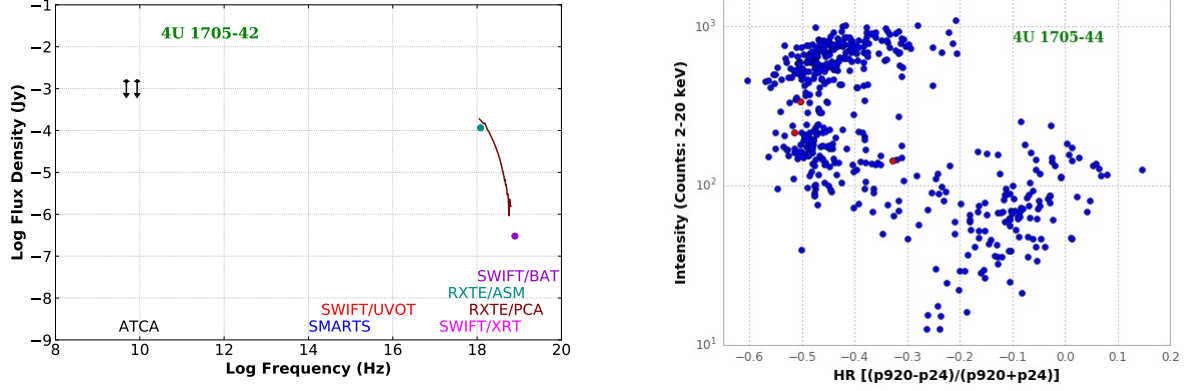 −1
−2
−3
−4
−5
−6
−7
−8
−9
Log Flux Density (Jy)
4U 1705-42
SWIFT/BAT
RXTE/ASM
SWIFT/UVOT
RXTE/PCA
ATCA
SMARTS
SWIFT/XRT
8
10
12
14
16
18
20
Log Frequency (Hz)
10³
10²
10¹
Intensity (Counts: 2-20 keV)
4U 1705-44
−0.6
−0.5
−0.4
−0.3
−0.2
−0.1
0.0
0.1
0.2
HR [(p920-p24)/(p920+p24)]